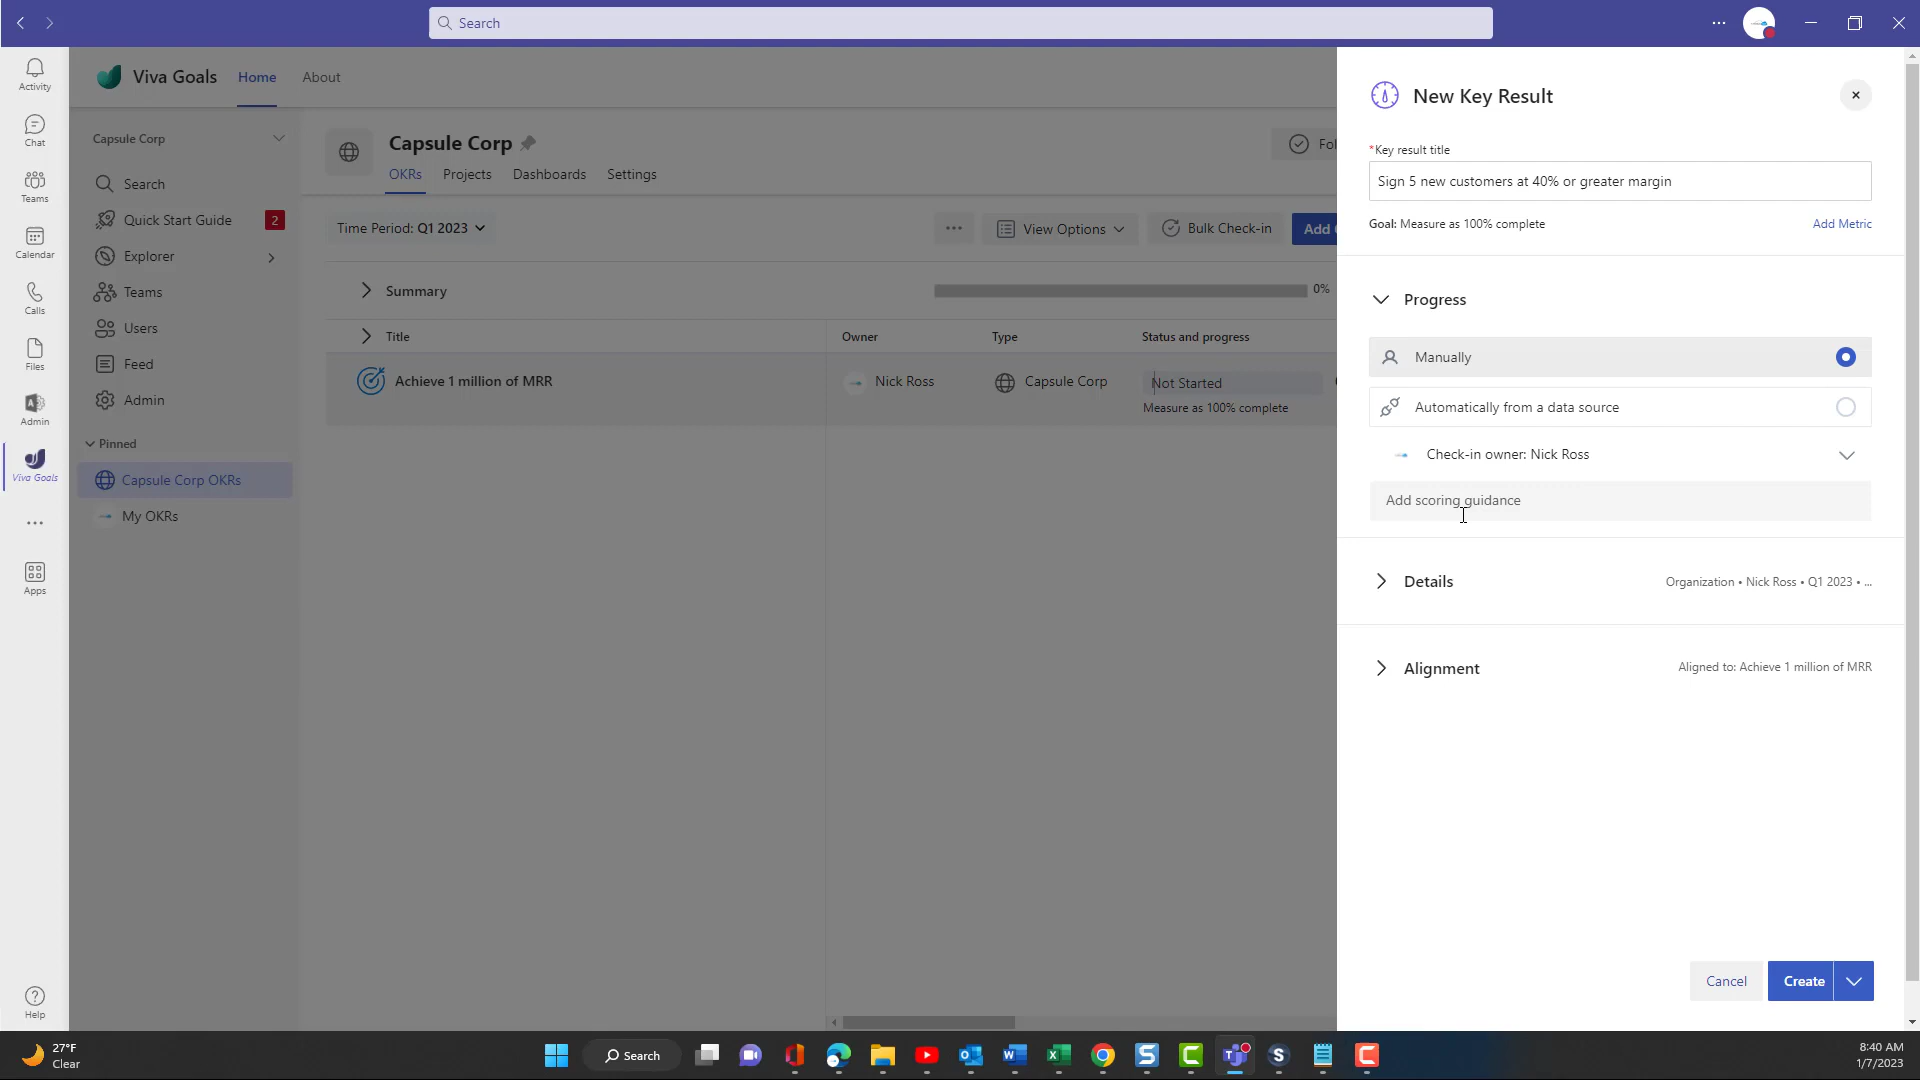 Search
Activity
Chat
Teams
Calendar
Calls
Files
Admin
Viva Goals
Apps
Help
Viva Goals
Home
About
Capsule Corp
Search
Quick Start Guide
2
Explorer
Teams
Users
Feed
Admin
Pinned
Capsule Corp OKRs
My OKRs
Capsule Corp
OKRs
Projects
Dashboards
Settings
Time Period: Q1 2023
View Options
Bulk Check-in
Add
Summary
0%
Title
Owner
Type
Status and progress
Achieve 1 million of MRR
Nick Ross
Capsule Corp
Not Started
Measure as 100% complete
New Key Result
*Key result title
Sign 5 new customers at 40% or greater margin
Goal: Measure as 100% complete
Add Metric
Progress
Manually
Automatically from a data source
Check-in owner: Nick Ross
Add scoring guidance
Details
Organization • Nick Ross • Q1 2023 • ...
Alignment
Aligned to: Achieve 1 million of MRR
Cancel
Create
27°F
Clear
Search
8:40 AM
1/7/2023